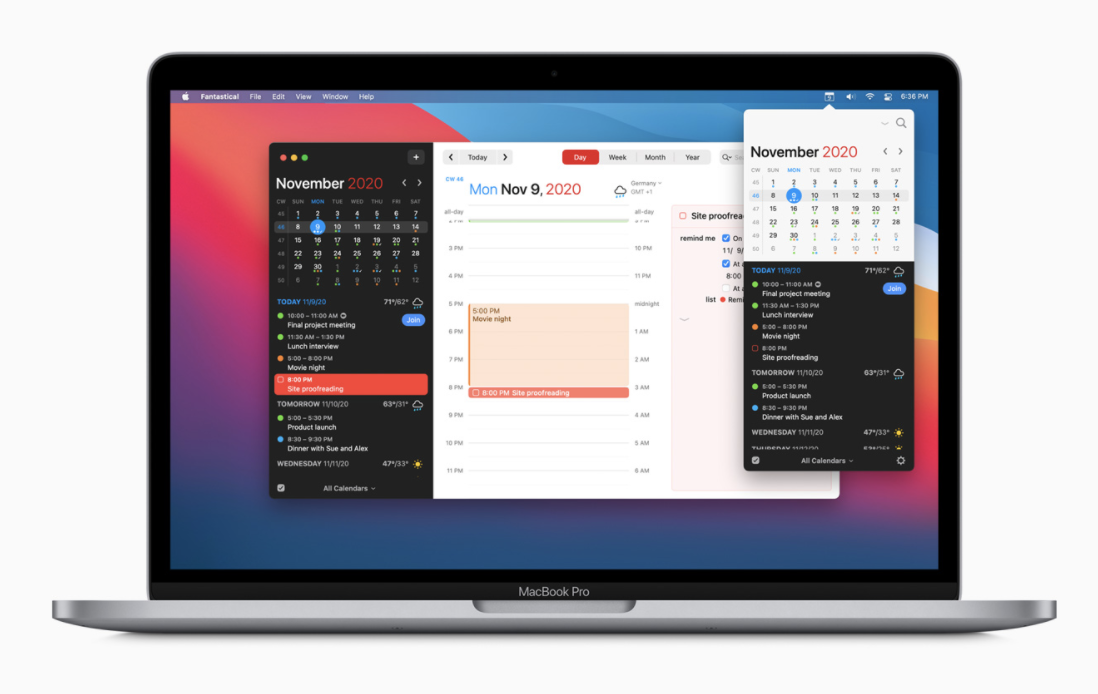 Fantastical File Edit View Window Help
6:36 PM
November 2020
CW SUN MON TUE WED THU FRI SAT
45 1 2 3 4 5 6 7
46 8 9 10 11 12 13 14
47 15 16 17 18 19 20 21
48 22 23 24 25 26 27 28
49 29 30 1 2 3 4 5
50 6 7 8 9 10 11 12
TODAY 11/9/20 71°/62°
10:00 – 11:00 AM
Final project meeting
Join
11:30 AM – 1:30 PM
Lunch interview
5:00 – 8:00 PM
Movie night
8:00 PM
Site proofreading
TOMORROW 11/10/20 63°/31°
5:00 – 5:30 PM
Product launch
8:30 – 9:30 PM
Dinner with Sue and Alex
WEDNESDAY 11/11/20 47°/33°
All Calendars
Today
Day Week Month Year
CW 46
Mon Nov 9, 2020
Germany
GMT +1
all-day all-day
3 PM 10 PM
4 PM 11 PM
5 PM midnight
5:00 PM
Movie night
6 PM 1 AM
7 PM 2 AM
8 PM 3 AM
8:00 PM Site proofreading
9 PM 4 AM
10 PM 5 AM
11 PM 6 AM
Site proofrea
remind me On
11/ 9/
At
8:00
At
list Remi
November 2020
CW SUN MON TUE WED THU FRI SAT
45 1 2 3 4 5 6 7
46 8 9 10 11 12 13 14
47 15 16 17 18 19 20 21
48 22 23 24 25 26 27 28
49 29 30 1 2 3 4 5
50 6 7 8 9 10 11 12
TODAY 11/9/20 71°/62°
10:00 – 11:00 AM
Final project meeting
Join
11:30 AM – 1:30 PM
Lunch interview
5:00 – 8:00 PM
Movie night
8:00 PM
Site proofreading
TOMORROW 11/10/20 63°/31°
5:00 – 5:30 PM
Product launch
8:30 – 9:30 PM
Dinner with Sue and Alex
WEDNESDAY 11/11/20 47°/33°
All Calendars
MacBook Pro